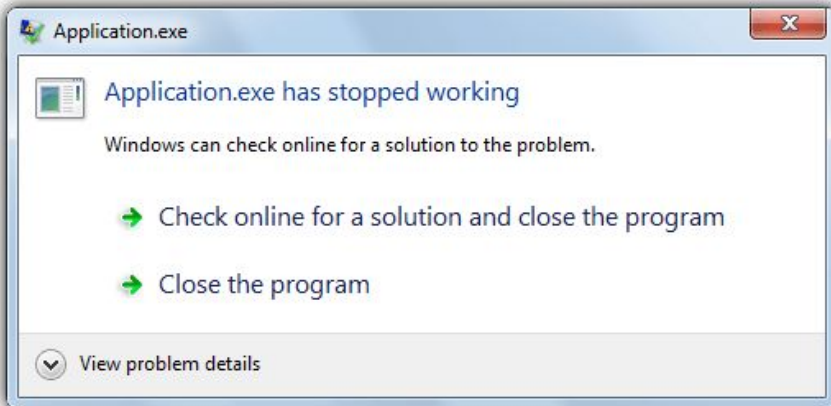 Application.exe
Application.exe has stopped working
Windows can check online for a solution to the problem.
Check online for a solution and close the program
Close the program
View problem details